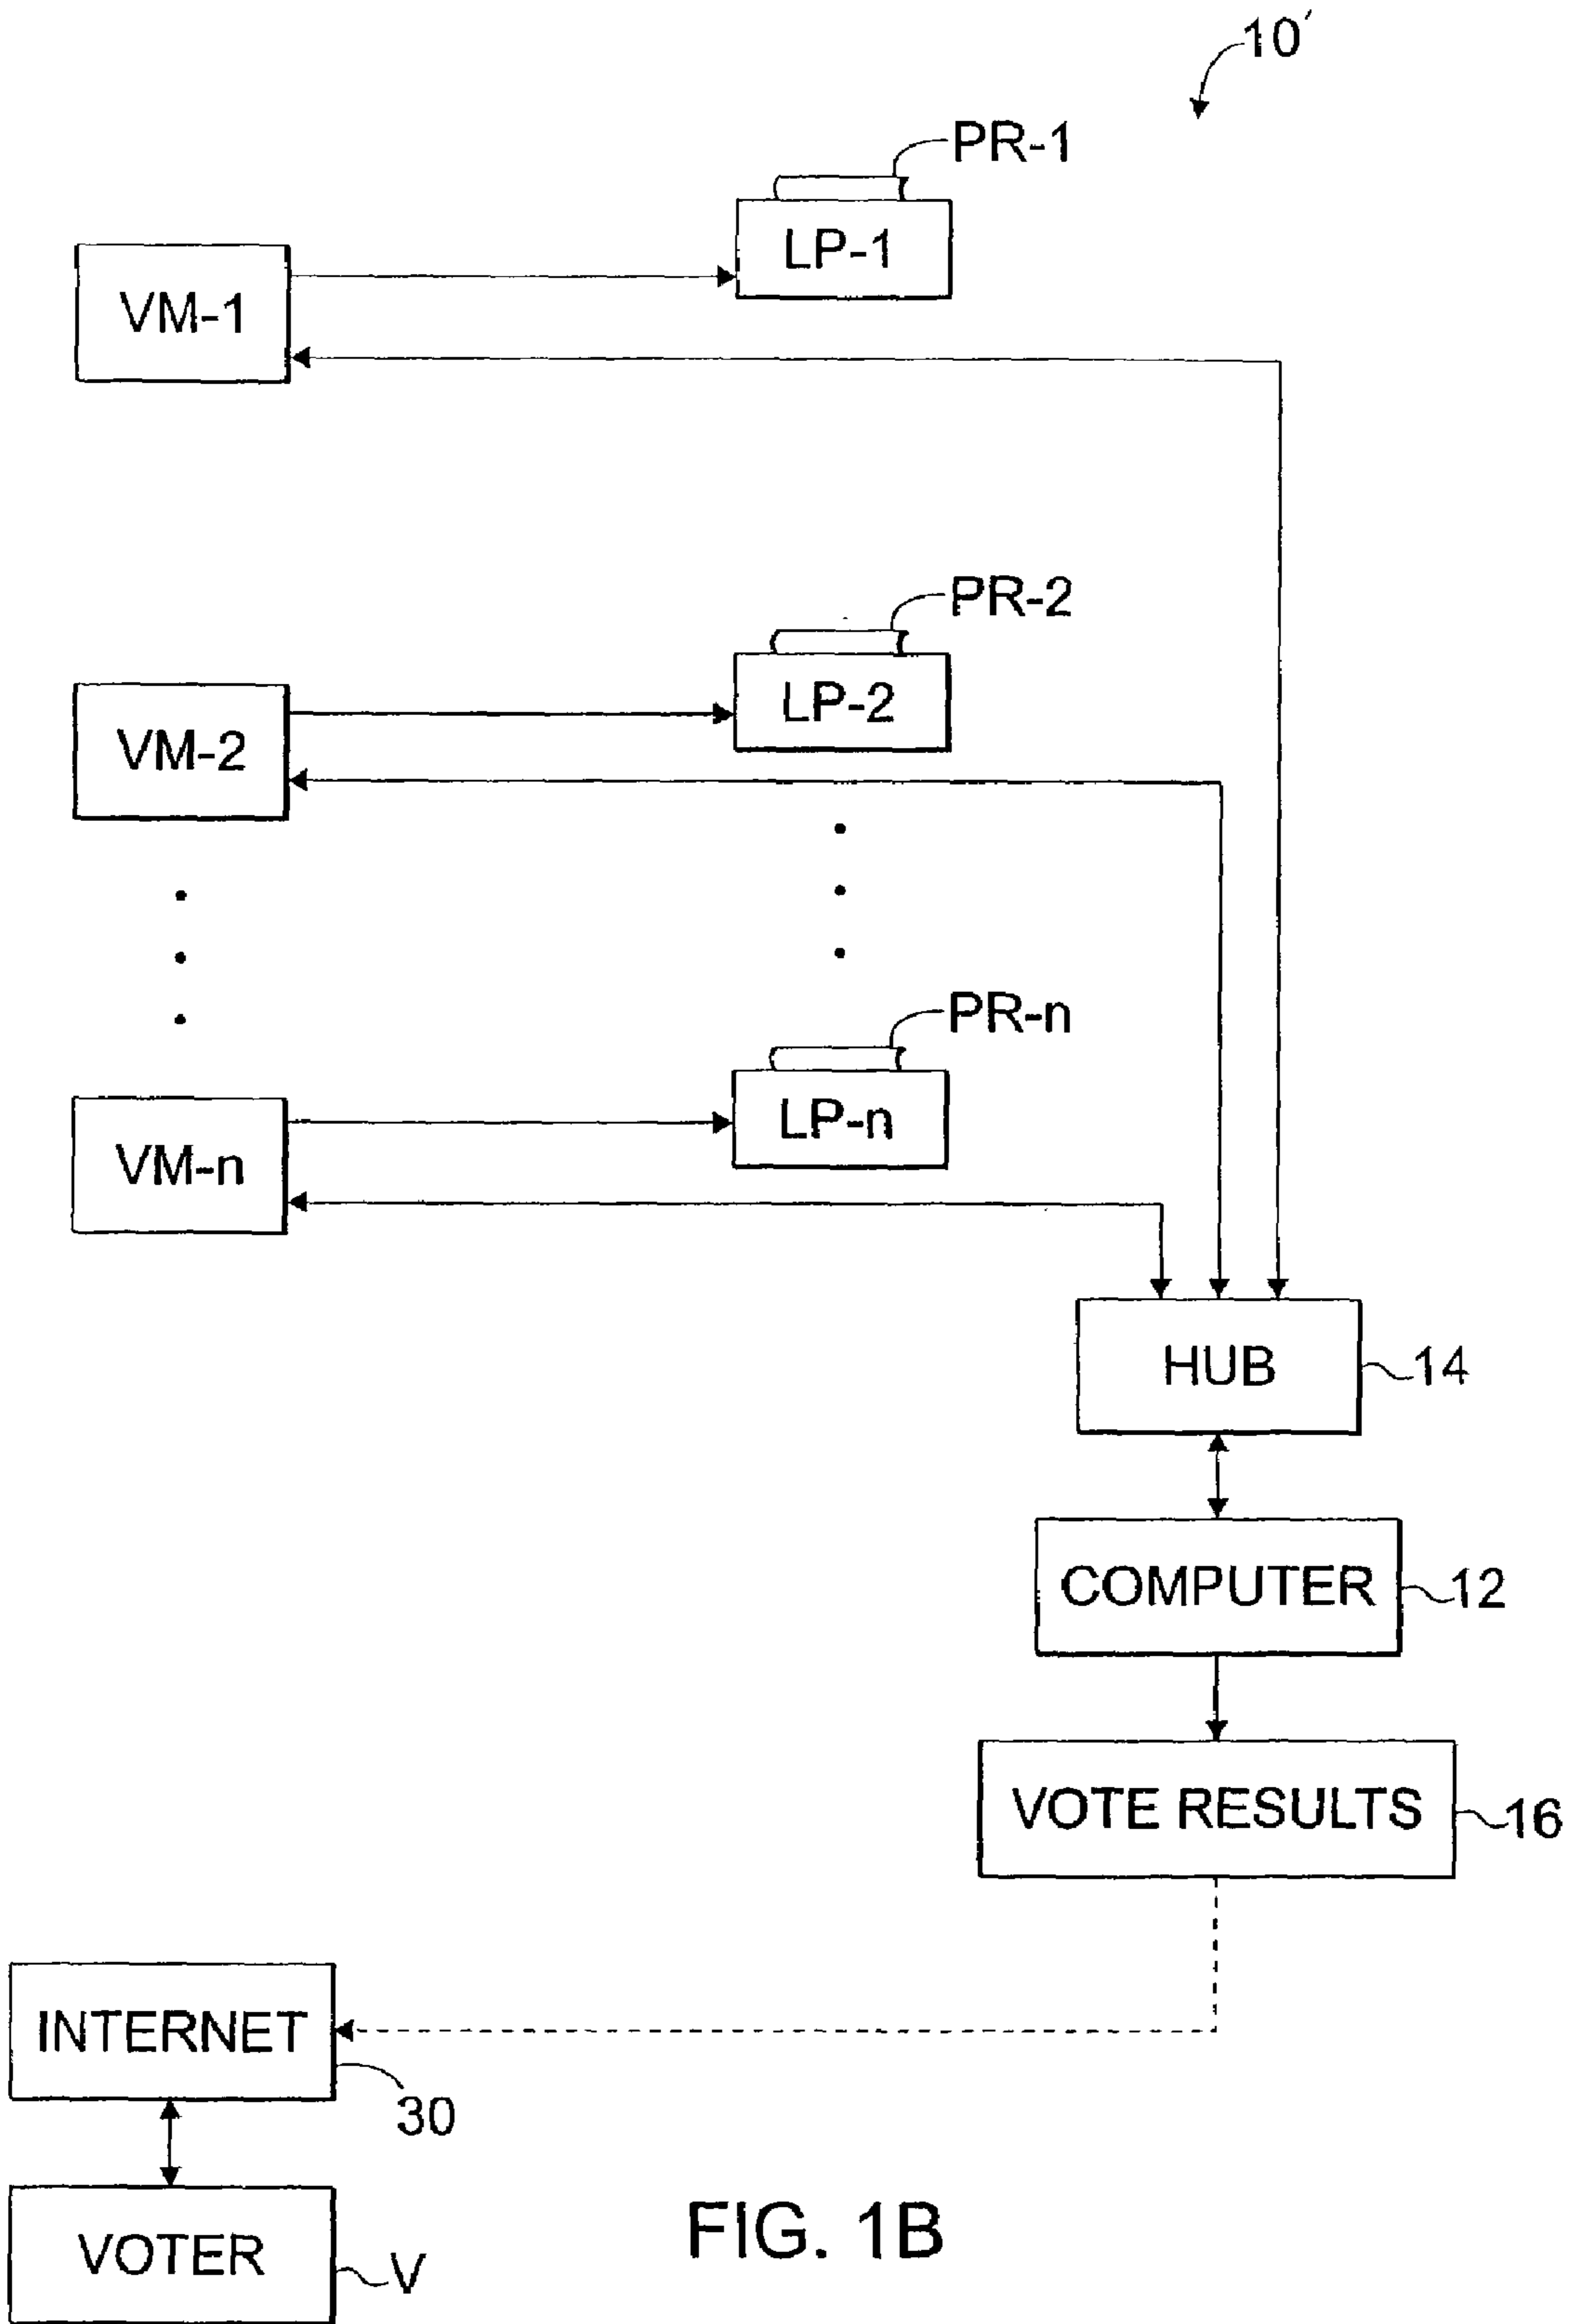 10'
PR-1
LP-1
VM-1
PR-2
LP-2
VM-2
PR-n
LP-n
VM-n
HUB
14
COMPUTER
12
VOTE RESULTS
16
INTERNET
30
VOTER
V
FIG. 1B